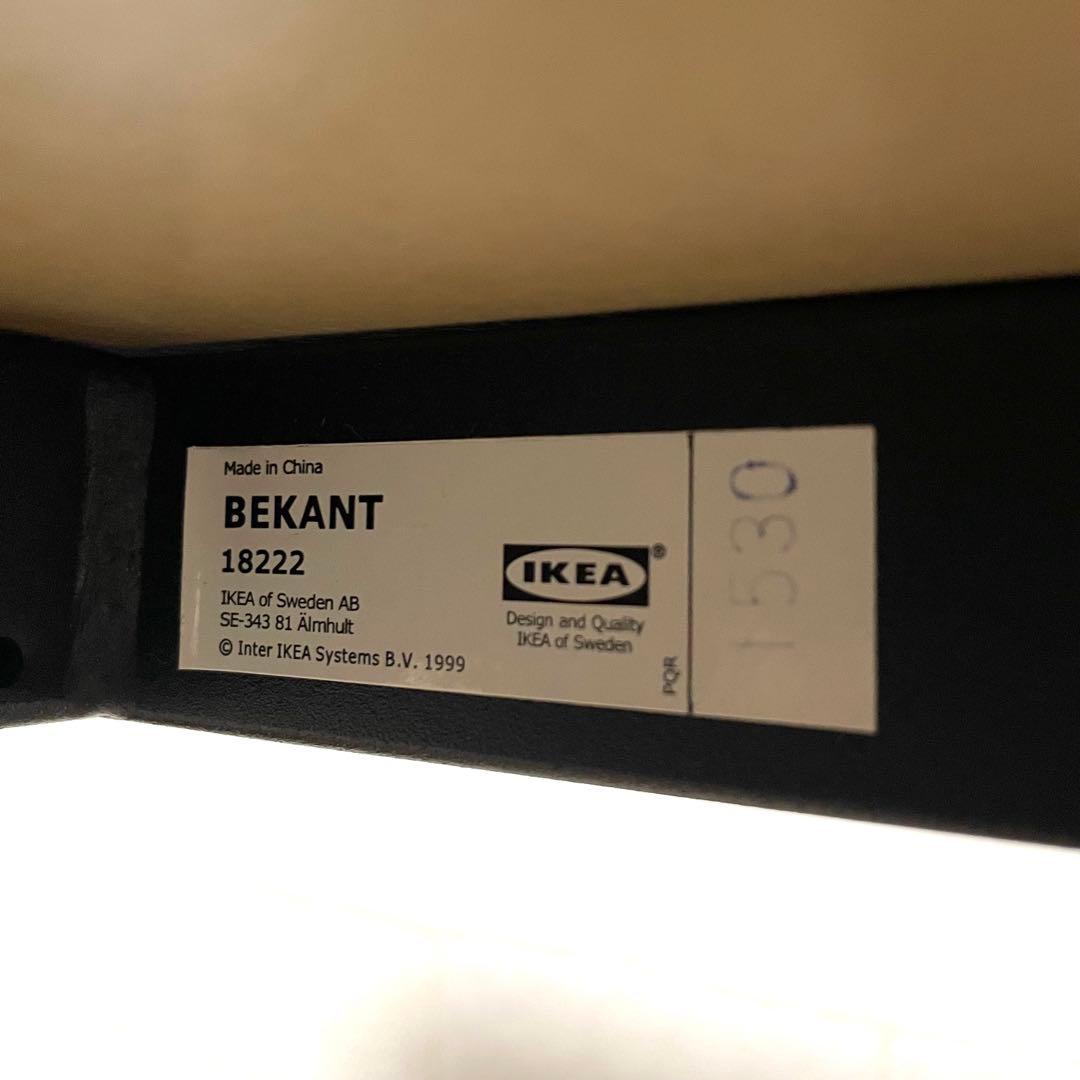 Made in China
BEKANT
18222
IKEA of Sweden AB
SE-343 81 Älmhult
© Inter IKEA Systems B.V. 1999
IKEA®
Design and Quality
IKEA of Sweden
PQR
1530